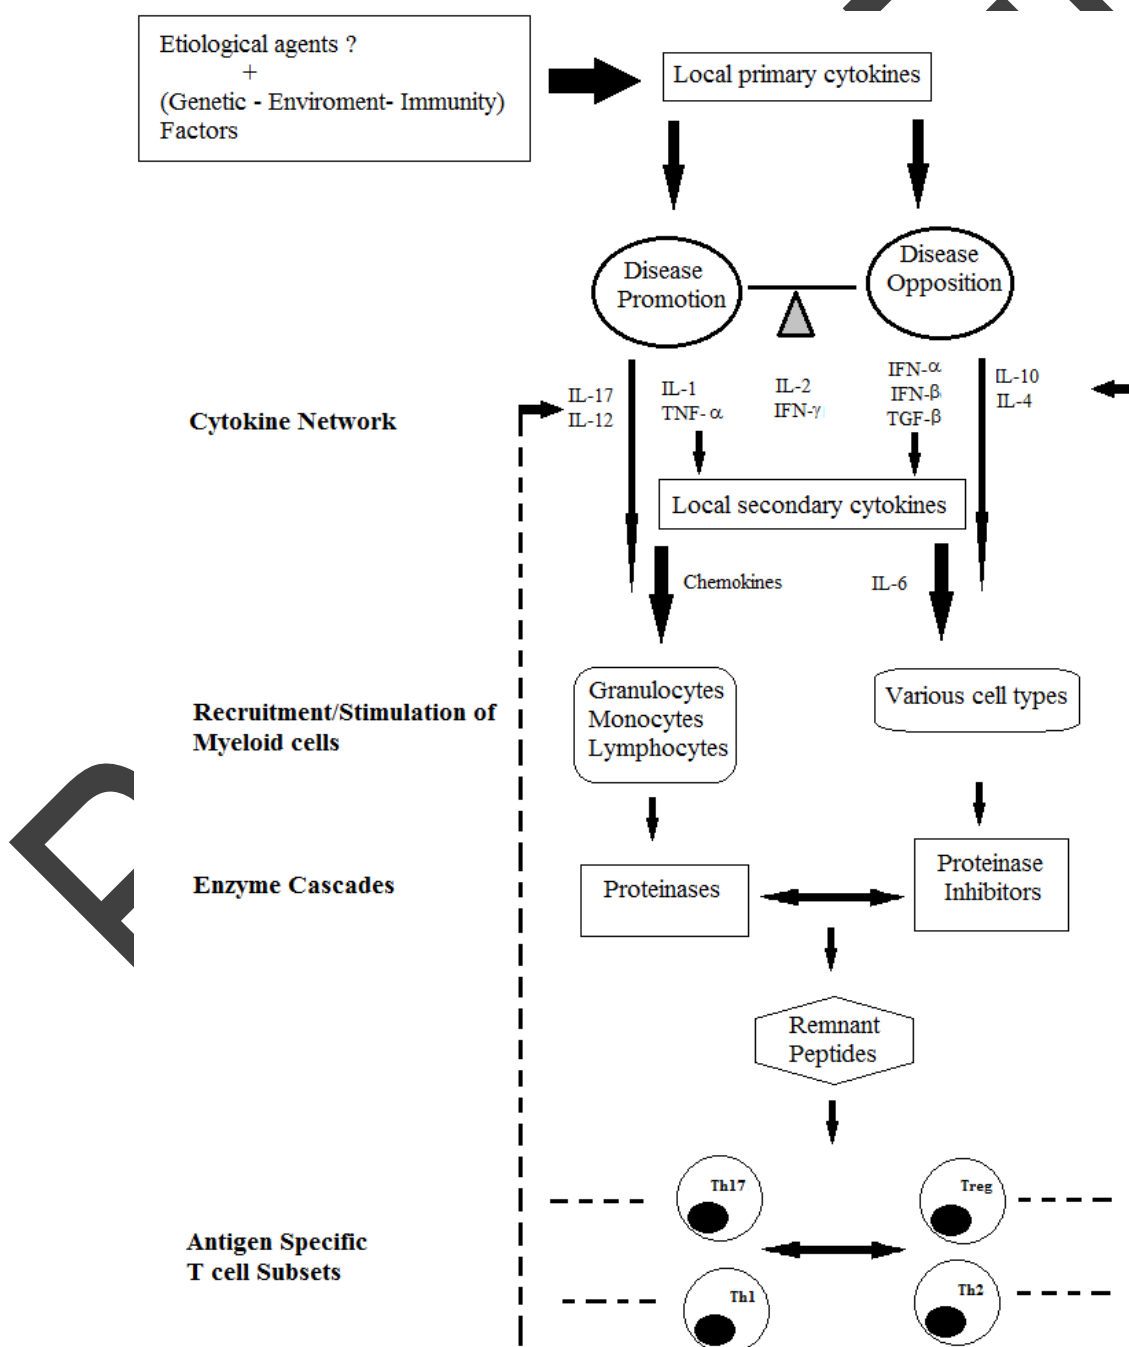 Etiological agents ?
+
(Genetic - Enviroment- Immunity)
Factors
Local primary cytokines
Disease
Promotion
Disease
Opposition
Cytokine Network
IL-17
IL-12
IL-1
TNF- α
IL-2
IFN-γ
IFN-α
IFN-β
TGF-β
IL-10
IL-4
Local secondary cytokines
Chemokines
IL-6
Recruitment/Stimulation of
Myeloid cells
Granulocytes
Monocytes
Lymphocytes
Various cell types
Enzyme Cascades
Proteinases
Proteinase
Inhibitors
Remnant
Peptides
Antigen Specific
T cell Subsets
Th17
Treg
Th1
Th2